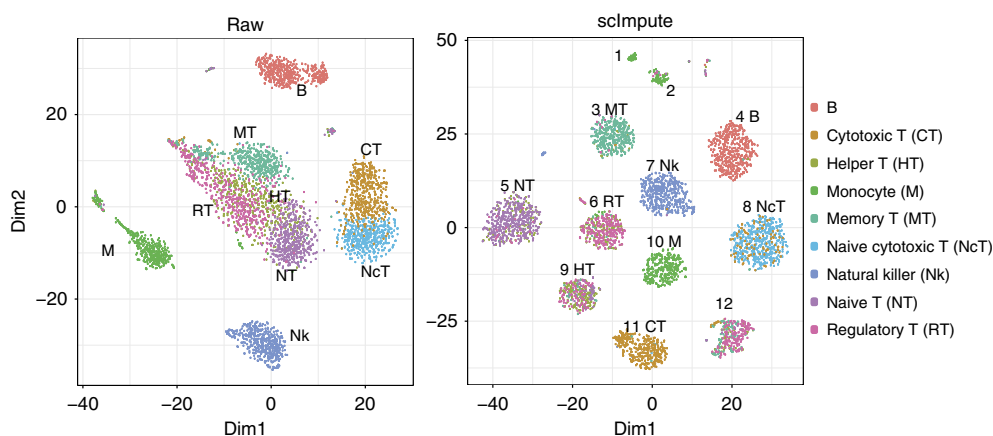 Raw
scImpute
Dim2
20
0
−20
−40
−20
0
20
Dim1
B
MT
CT
HT
RT
M
NT
NcT
Nk
50
25
0
−25
−40
−20
0
20
Dim1
1
2
3 MT
4 B
7 Nk
5 NT
6 RT
8 NcT
10 M
9 HT
12
11 CT
B
Cytotoxic T (CT)
Helper T (HT)
Monocyte (M)
Memory T (MT)
Naive cytotoxic T (NcT)
Natural killer (Nk)
Naive T (NT)
Regulatory T (RT)